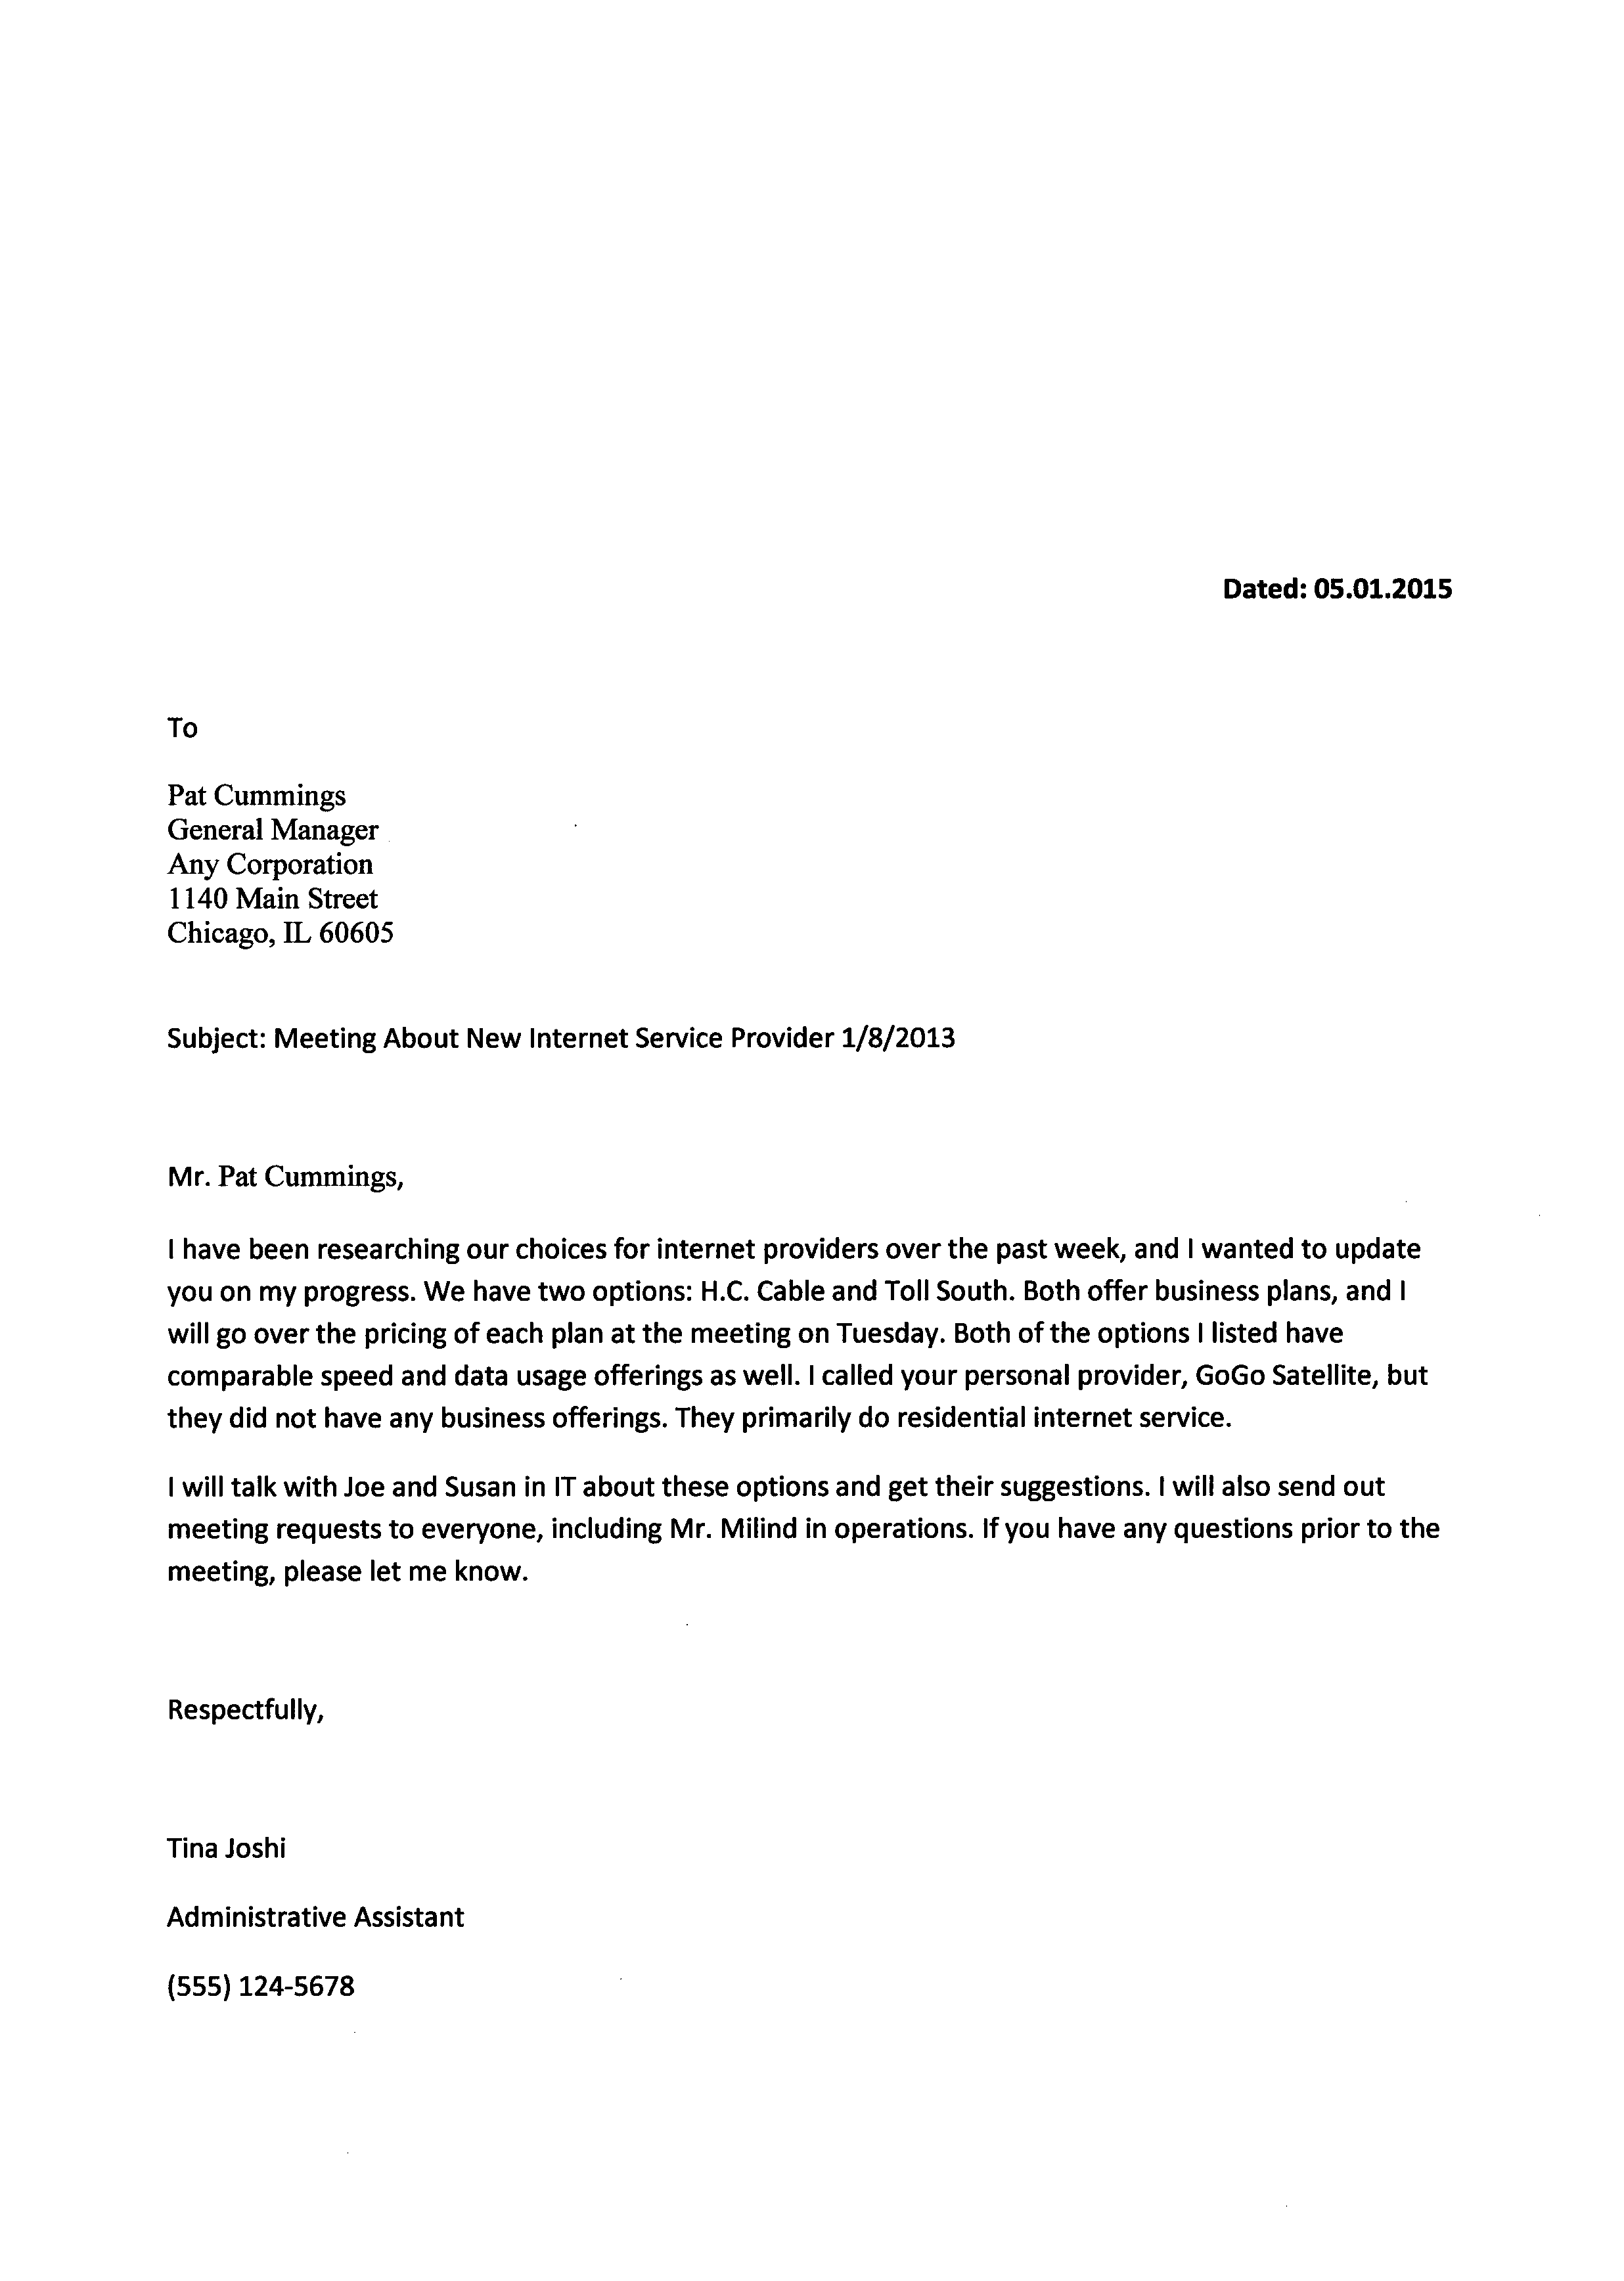 Dated: 05.01.2015
To
Pat Cummings
General Manager
Any Corporation
1140 Main Street
Chicago, IL 60605
Subject: Meeting About New Internet Service Provider 1/8/2013
Mr. Pat Cummings,
I have been researching our choices for internet providers over the past week, and I wanted to update
you on my progress. We have two options: H.C. Cable and Toll South. Both offer business plans, and I
will go over the pricing of each plan at the meeting on Tuesday. Both of the options I listed have
comparable speed and data usage offerings as well. I called your personal provider, GoGo Satellite, but
they did not have any business offerings. They primarily do residential internet service.
I will talk with Joe and Susan in IT about these options and get their suggestions. I will also send out
meeting requests to everyone, including Mr. Milind in operations. If you have any questions prior to the
meeting, please let me know.
Respectfully,
Tina Joshi
Administrative Assistant
(555) 124-5678